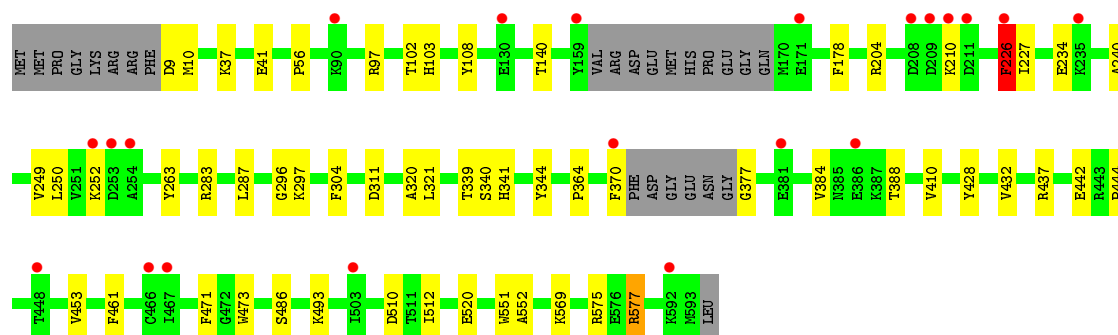 MET MET PRO GLY LYS ARG ARG PHE D9 M10 K37 E41 P56 K90 R97 T102 H103 Y108 E130 T140 Y159 VAL ARG ASP GLU MET HIS PRO GLU GLY GLN M170 E171 F178 R204 D208 D209 K210 D211 F226 I227 E234 K235 A240
V249 L250 V251 K252 D253 A254 Y263 R283 L287 G296 K297 F304 D311 A320 L321 T339 S340 H341 Y344 P364 F370 PHE ASP GLY GLU ASN GLY G377 E381 V384 N385 E386 K387 T388 V410 Y428 V432 R437 E442 R443 P444
T448 V453 F461 C466 I467 F471 G472 W473 S486 K493 I503 D510 T511 I512 E520 W551 A552 K569 R575 E576 R577 K592 M593 LEU